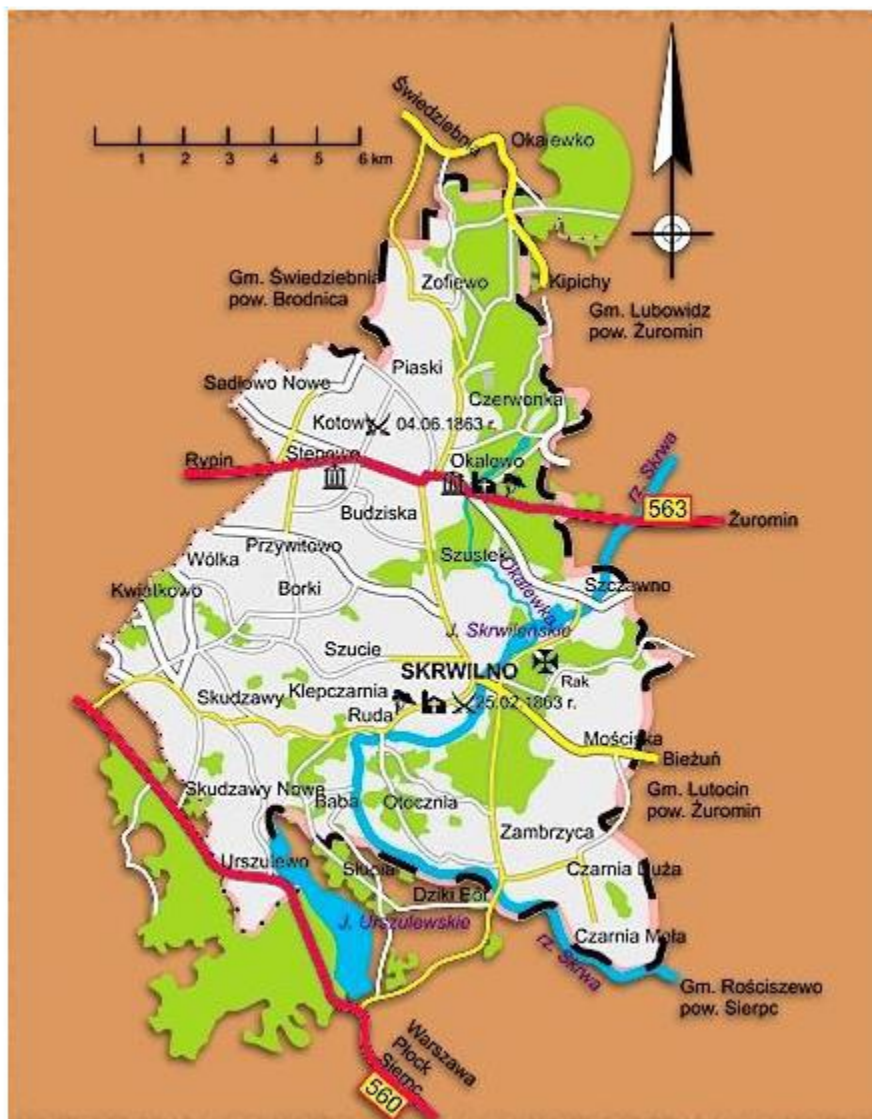 Świedziebnia
Okalewko
1 2 3 4 5 6 km
Gm. Świedziebnia
pow. Brodnica
Zofiewo
Kipichy
Gm. Lubowidz
pow. Żuromin
Piaski
Sadłowo Nowe
Czerwonka
Kotowy 04.06.1863 r.
Rypin
Stępowo
Okalewo
rz. Skrwa
563
Żuromin
Budziska
Przywitowo
Szustek
Wólka
Okalewka
Szczawno
Kwiatkowo
Borki
J. Skrwileńskie
Szucie
SKRWILNO
Rak
Skudzawy
Klepczarnia
Ruda
25.02.1863 r.
Mościska
Bieżuń
Skudzawy Nowe
Baba
Otocznia
Gm. Lutocin
pow. Żuromin
Zambrzyca
Urszulewo
Słucia
Czarnia Duża
Dziki Bór
J. Urszulewskie
Czarnia Mała
rz. Skrwa
Gm. Rościszewo
pow. Sierpc
Warszawa
Płock
Sierpc
560